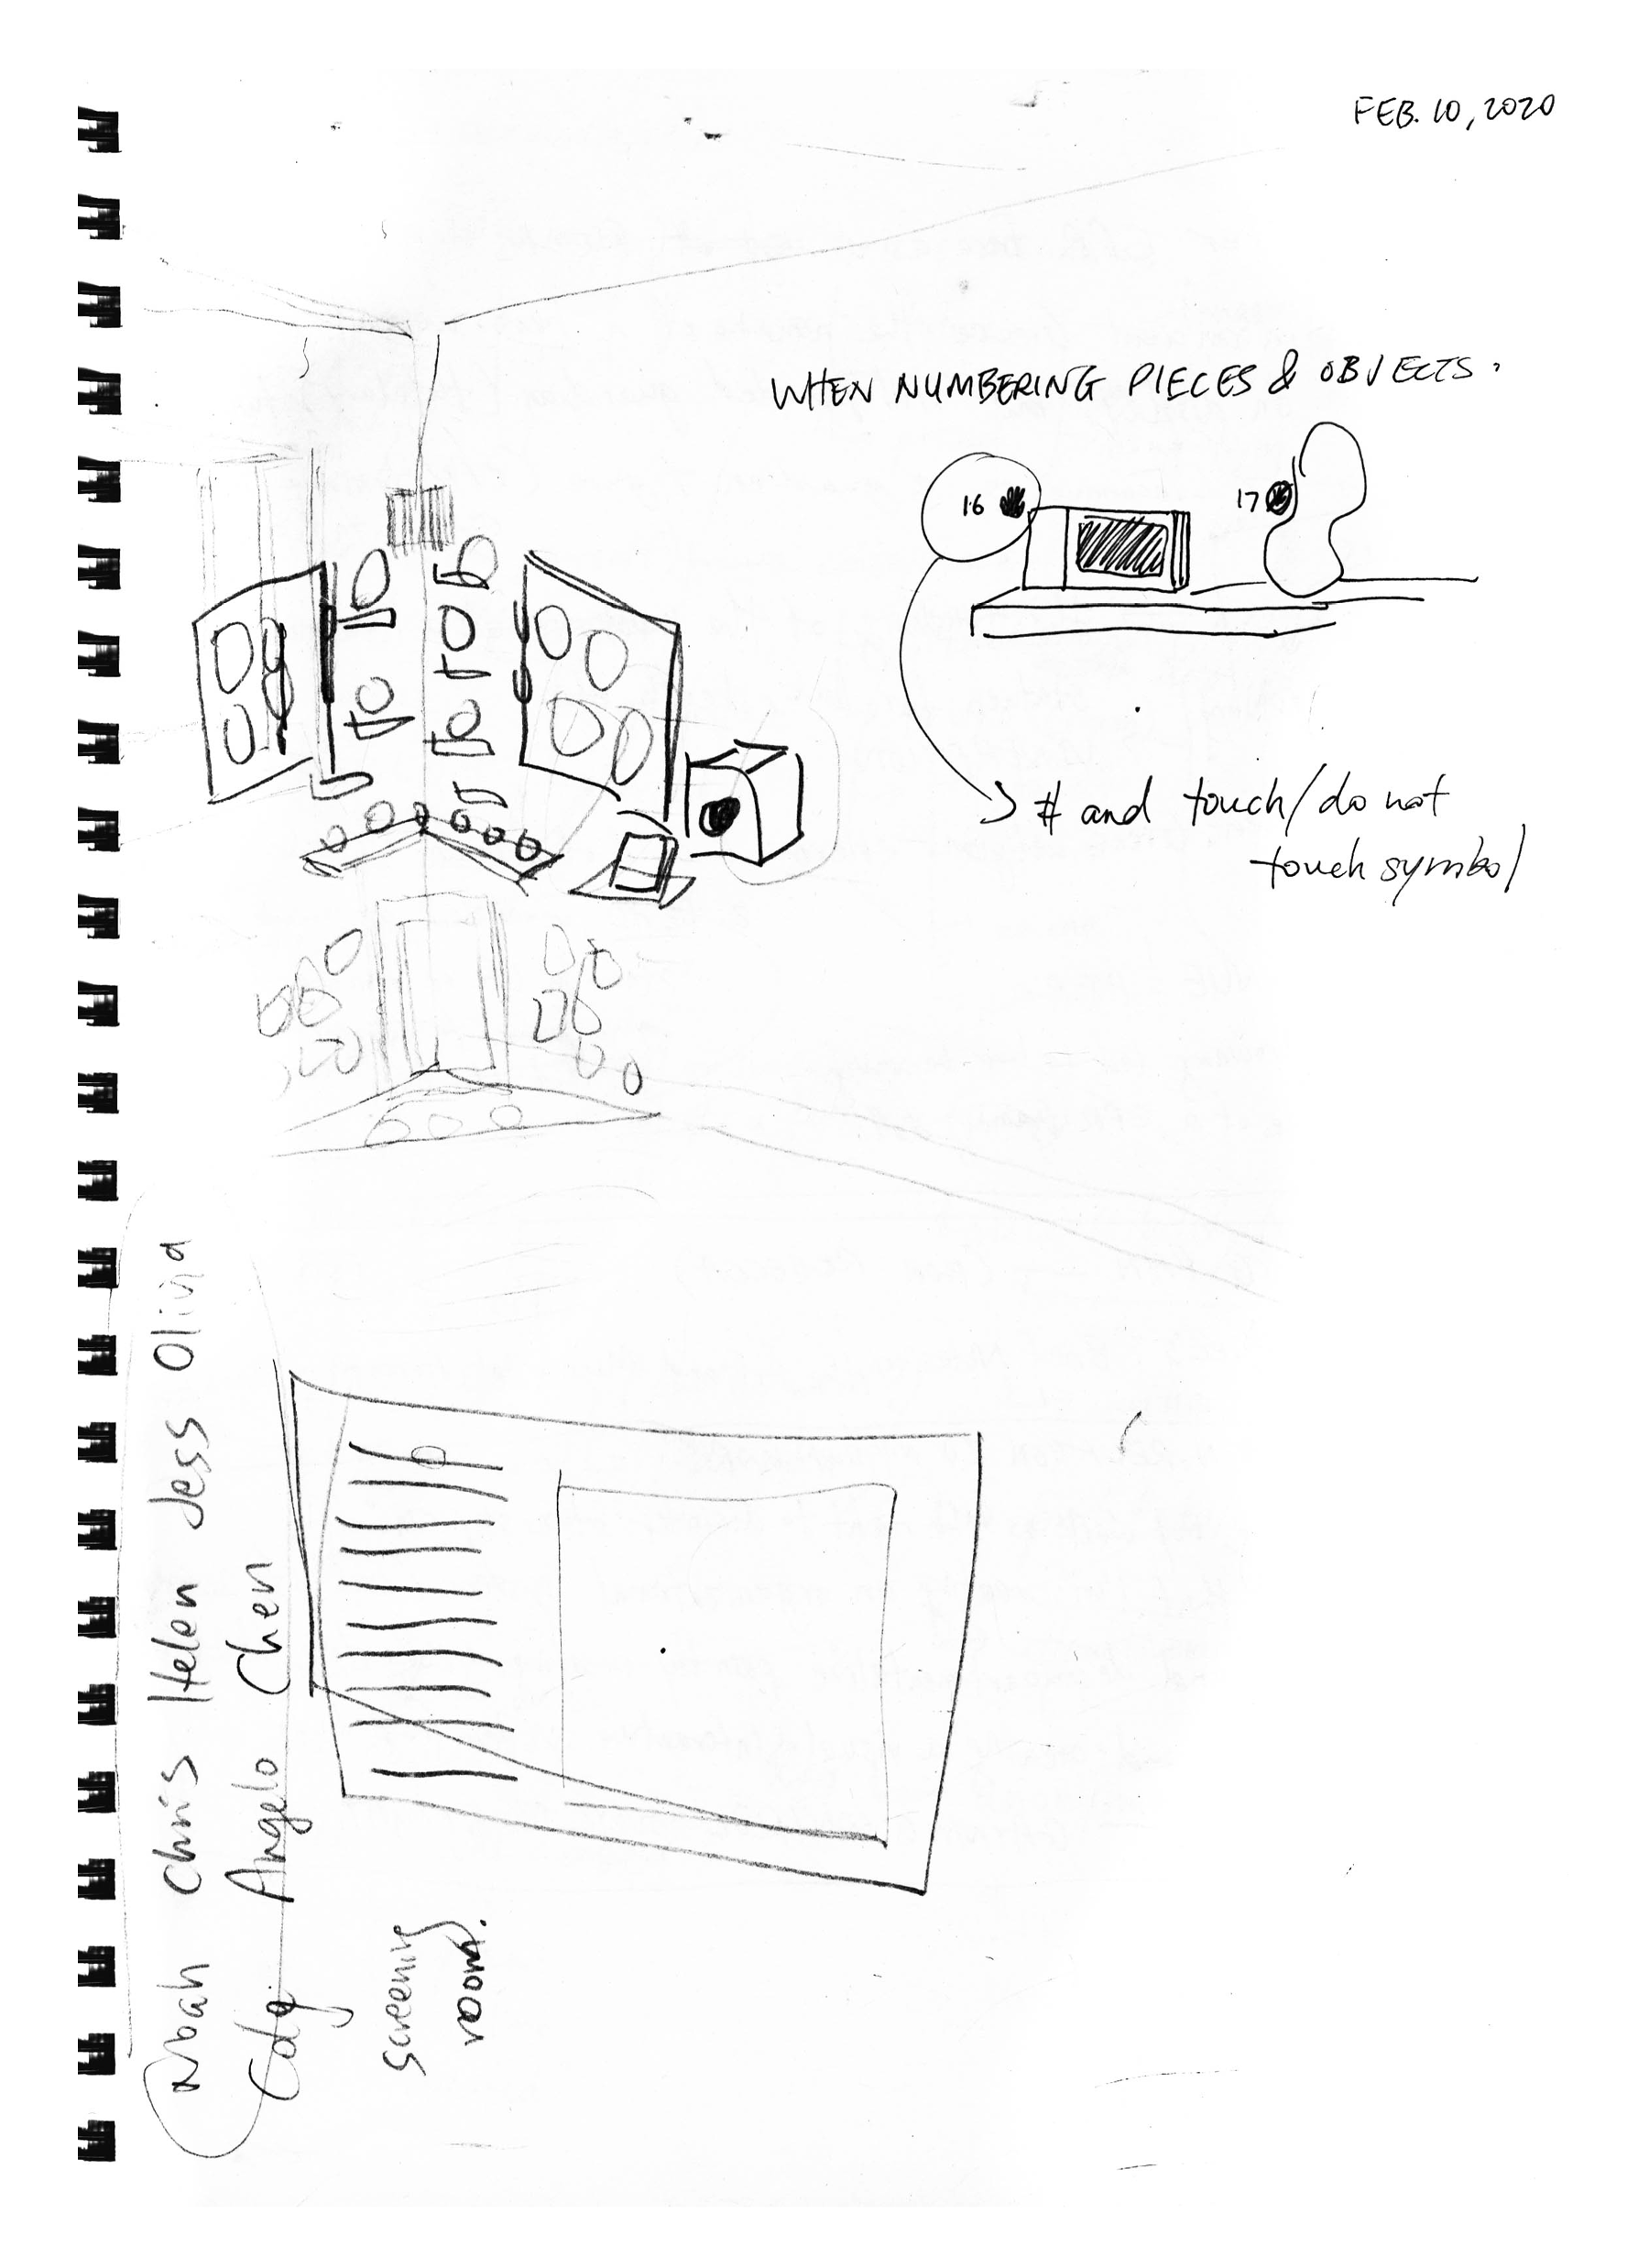 FEB. 10, 2020
WHEN NUMBERING PIECES & OBJECTS.
16
17
# and touch/do not
touch symbol
Noah Chris Helen Jess Olivia
Angelo Chen
screening
room.